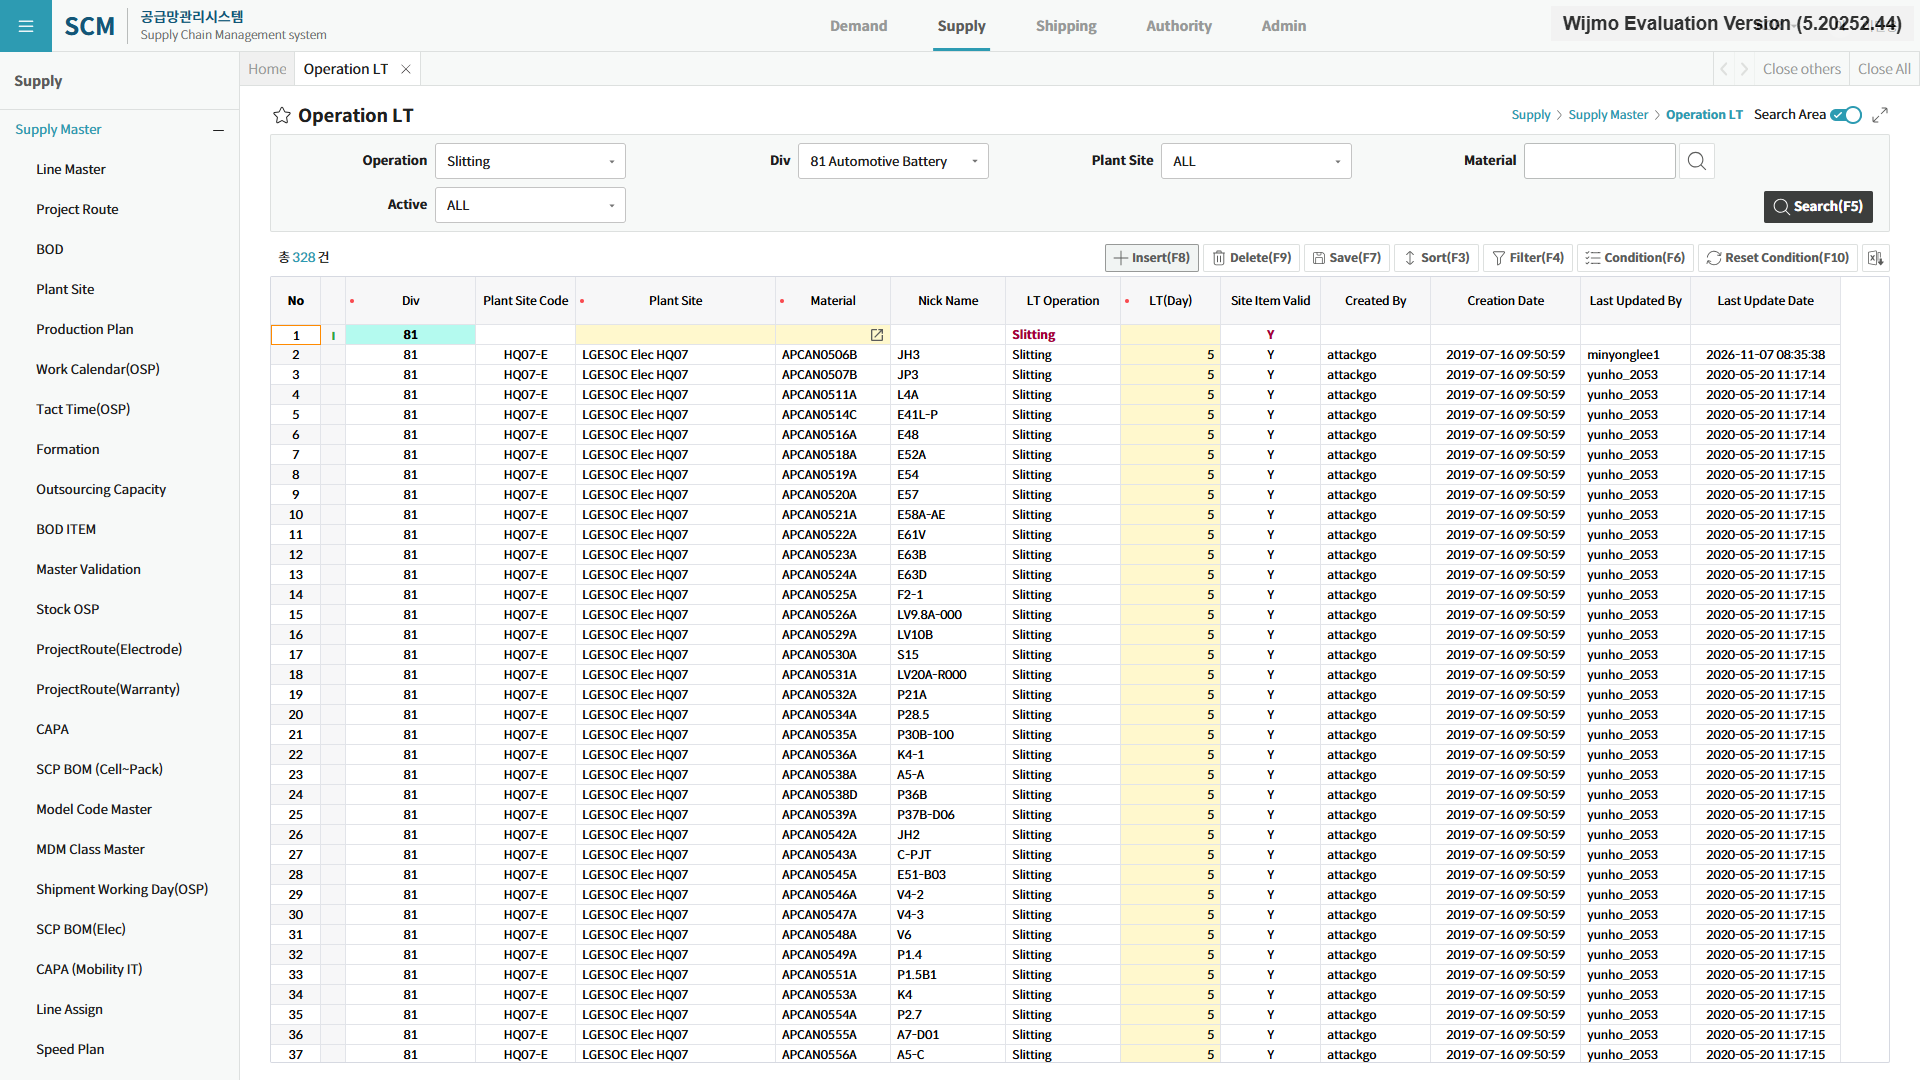 SCM 공급망관리시스템
Supply Chain Management system
Demand Supply Shipping Authority Admin
Wijmo Evaluation Version (5.20252.44)
Supply
Home Operation LT Close others Close All
Supply Master
Line Master
Project Route
BOD
Plant Site
Production Plan
Work Calendar(OSP)
Tact Time(OSP)
Formation
Outsourcing Capacity
BOD ITEM
Master Validation
Stock OSP
ProjectRoute(Electrode)
ProjectRoute(Warranty)
CAPA
SCP BOM (Cell~Pack)
Model Code Master
MDM Class Master
Shipment Working Day(OSP)
SCP BOM(Elec)
CAPA (Mobility IT)
Line Assign
Speed Plan
Operation LT
Supply > Supply Master > Operation LT Search Area
Operation Slitting Div 81 Automotive Battery Plant Site ALL Material
Active ALL Search(F5)
총 328 건 Insert(F8) Delete(F9) Save(F7) Sort(F3) Filter(F4) Condition(F6) Reset Condition(F10)
No Div Plant Site Code Plant Site Material Nick Name LT Operation LT(Day) Site Item Valid Created By Creation Date Last Updated By Last Update Date
1 I 81 Slitting Y
2 81 HQ07-E LGESOC Elec HQ07 APCAN0506B JH3 Slitting 5 Y attackgo 2019-07-16 09:50:59 minyonglee1 2026-11-07 08:35:38
3 81 HQ07-E LGESOC Elec HQ07 APCAN0507B JP3 Slitting 5 Y attackgo 2019-07-16 09:50:59 yunho_2053 2020-05-20 11:17:14
4 81 HQ07-E LGESOC Elec HQ07 APCAN0511A L4A Slitting 5 Y attackgo 2019-07-16 09:50:59 yunho_2053 2020-05-20 11:17:14
5 81 HQ07-E LGESOC Elec HQ07 APCAN0514C E41L-P Slitting 5 Y attackgo 2019-07-16 09:50:59 yunho_2053 2020-05-20 11:17:14
6 81 HQ07-E LGESOC Elec HQ07 APCAN0516A E48 Slitting 5 Y attackgo 2019-07-16 09:50:59 yunho_2053 2020-05-20 11:17:14
7 81 HQ07-E LGESOC Elec HQ07 APCAN0518A E52A Slitting 5 Y attackgo 2019-07-16 09:50:59 yunho_2053 2020-05-20 11:17:15
8 81 HQ07-E LGESOC Elec HQ07 APCAN0519A E54 Slitting 5 Y attackgo 2019-07-16 09:50:59 yunho_2053 2020-05-20 11:17:15
9 81 HQ07-E LGESOC Elec HQ07 APCAN0520A E57 Slitting 5 Y attackgo 2019-07-16 09:50:59 yunho_2053 2020-05-20 11:17:15
10 81 HQ07-E LGESOC Elec HQ07 APCAN0521A E58A-AE Slitting 5 Y attackgo 2019-07-16 09:50:59 yunho_2053 2020-05-20 11:17:15
11 81 HQ07-E LGESOC Elec HQ07 APCAN0522A E61V Slitting 5 Y attackgo 2019-07-16 09:50:59 yunho_2053 2020-05-20 11:17:15
12 81 HQ07-E LGESOC Elec HQ07 APCAN0523A E63B Slitting 5 Y attackgo 2019-07-16 09:50:59 yunho_2053 2020-05-20 11:17:15
13 81 HQ07-E LGESOC Elec HQ07 APCAN0524A E63D Slitting 5 Y attackgo 2019-07-16 09:50:59 yunho_2053 2020-05-20 11:17:15
14 81 HQ07-E LGESOC Elec HQ07 APCAN0525A F2-1 Slitting 5 Y attackgo 2019-07-16 09:50:59 yunho_2053 2020-05-20 11:17:15
15 81 HQ07-E LGESOC Elec HQ07 APCAN0526A LV9.8A-000 Slitting 5 Y attackgo 2019-07-16 09:50:59 yunho_2053 2020-05-20 11:17:15
16 81 HQ07-E LGESOC Elec HQ07 APCAN0529A LV10B Slitting 5 Y attackgo 2019-07-16 09:50:59 yunho_2053 2020-05-20 11:17:15
17 81 HQ07-E LGESOC Elec HQ07 APCAN0530A S15 Slitting 5 Y attackgo 2019-07-16 09:50:59 yunho_2053 2020-05-20 11:17:15
18 81 HQ07-E LGESOC Elec HQ07 APCAN0531A LV20A-R000 Slitting 5 Y attackgo 2019-07-16 09:50:59 yunho_2053 2020-05-20 11:17:15
19 81 HQ07-E LGESOC Elec HQ07 APCAN0532A P21A Slitting 5 Y attackgo 2019-07-16 09:50:59 yunho_2053 2020-05-20 11:17:15
20 81 HQ07-E LGESOC Elec HQ07 APCAN0534A P28.5 Slitting 5 Y attackgo 2019-07-16 09:50:59 yunho_2053 2020-05-20 11:17:15
21 81 HQ07-E LGESOC Elec HQ07 APCAN0535A P30B-100 Slitting 5 Y attackgo 2019-07-16 09:50:59 yunho_2053 2020-05-20 11:17:15
22 81 HQ07-E LGESOC Elec HQ07 APCAN0536A K4-1 Slitting 5 Y attackgo 2019-07-16 09:50:59 yunho_2053 2020-05-20 11:17:15
23 81 HQ07-E LGESOC Elec HQ07 APCAN0538A A5-A Slitting 5 Y attackgo 2019-07-16 09:50:59 yunho_2053 2020-05-20 11:17:15
24 81 HQ07-E LGESOC Elec HQ07 APCAN0538D P36B Slitting 5 Y attackgo 2019-07-16 09:50:59 yunho_2053 2020-05-20 11:17:15
25 81 HQ07-E LGESOC Elec HQ07 APCAN0539A P37B-D06 Slitting 5 Y attackgo 2019-07-16 09:50:59 yunho_2053 2020-05-20 11:17:15
26 81 HQ07-E LGESOC Elec HQ07 APCAN0542A JH2 Slitting 5 Y attackgo 2019-07-16 09:50:59 yunho_2053 2020-05-20 11:17:15
27 81 HQ07-E LGESOC Elec HQ07 APCAN0543A C-PJT Slitting 5 Y attackgo 2019-07-16 09:50:59 yunho_2053 2020-05-20 11:17:15
28 81 HQ07-E LGESOC Elec HQ07 APCAN0545A E51-B03 Slitting 5 Y attackgo 2019-07-16 09:50:59 yunho_2053 2020-05-20 11:17:15
29 81 HQ07-E LGESOC Elec HQ07 APCAN0546A V4-2 Slitting 5 Y attackgo 2019-07-16 09:50:59 yunho_2053 2020-05-20 11:17:15
30 81 HQ07-E LGESOC Elec HQ07 APCAN0547A V4-3 Slitting 5 Y attackgo 2019-07-16 09:50:59 yunho_2053 2020-05-20 11:17:15
31 81 HQ07-E LGESOC Elec HQ07 APCAN0548A V6 Slitting 5 Y attackgo 2019-07-16 09:50:59 yunho_2053 2020-05-20 11:17:15
32 81 HQ07-E LGESOC Elec HQ07 APCAN0549A P1.4 Slitting 5 Y attackgo 2019-07-16 09:50:59 yunho_2053 2020-05-20 11:17:15
33 81 HQ07-E LGESOC Elec HQ07 APCAN0551A P1.5B1 Slitting 5 Y attackgo 2019-07-16 09:50:59 yunho_2053 2020-05-20 11:17:15
34 81 HQ07-E LGESOC Elec HQ07 APCAN0553A K4 Slitting 5 Y attackgo 2019-07-16 09:50:59 yunho_2053 2020-05-20 11:17:15
35 81 HQ07-E LGESOC Elec HQ07 APCAN0554A P2.7 Slitting 5 Y attackgo 2019-07-16 09:50:59 yunho_2053 2020-05-20 11:17:15
36 81 HQ07-E LGESOC Elec HQ07 APCAN0555A A7-D01 Slitting 5 Y attackgo 2019-07-16 09:50:59 yunho_2053 2020-05-20 11:17:15
37 81 HQ07-E LGESOC Elec HQ07 APCAN0556A A5-C Slitting 5 Y attackgo 2019-07-16 09:50:59 yunho_2053 2020-05-20 11:17:15